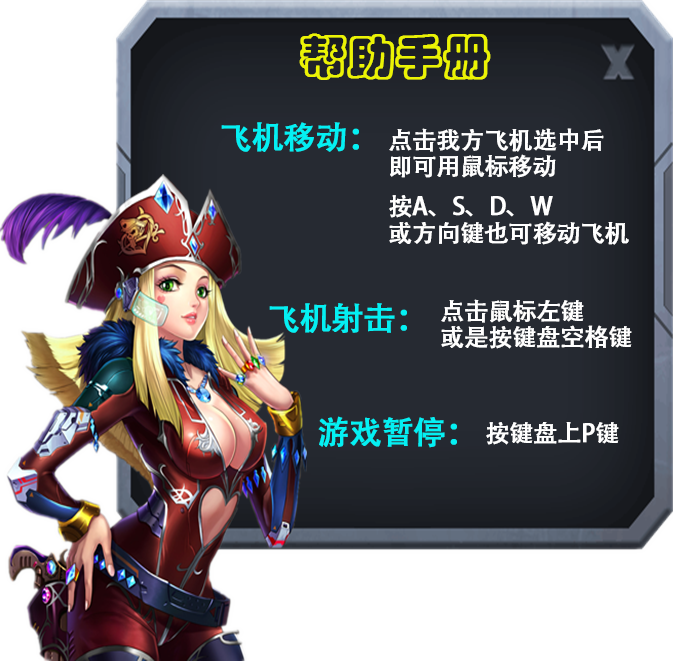 帮助手册
X
飞机移动：
点击我方飞机选中后
即可用鼠标移动
按A、S、D、W
或方向键也可移动飞机
飞机射击：
点击鼠标左键
或是按键盘空格键
游戏暂停：
按键盘上P键